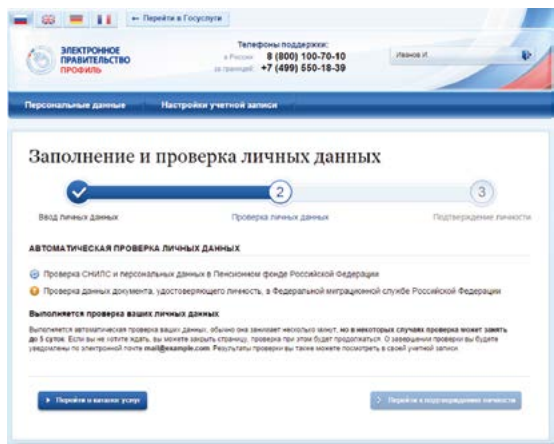 ← Перейти в Госуслуги
ЭЛЕКТРОННОЕ
ПРАВИТЕЛЬСТВО
ПРОФИЛЬ
Телефоны поддержки:
в России 8 (800) 100-70-10
за границей +7 (499) 550-18-39
Иванов И.
Персональные данные Настройки учетной записи
Заполнение и проверка личных данных
2 3
Ввод личных данных Проверка личных данных Подтверждение личности
АВТОМАТИЧЕСКАЯ ПРОВЕРКА ЛИЧНЫХ ДАННЫХ
Проверка СНИЛС и персональных данных в Пенсионном фонде Российской Федерации
Проверка данных документа, удостоверяющего личность, в Федеральной миграционной службе Российской Федерации
Выполняется проверка ваших личных данных
Выполняется автоматическая проверка ваших данных, обычно она занимает несколько минут, но в некоторых случаях проверка может занять
до 5 суток. Если вы не хотите ждать, вы можете закрыть страницу, проверка при этом будет продолжаться. О завершении проверки вы будете
уведомлены по электронной почте mail@example.com. Результаты проверки вы также можете посмотреть в своей учетной записи.
Перейти в каталог услуг Перейти к подтверждению личности